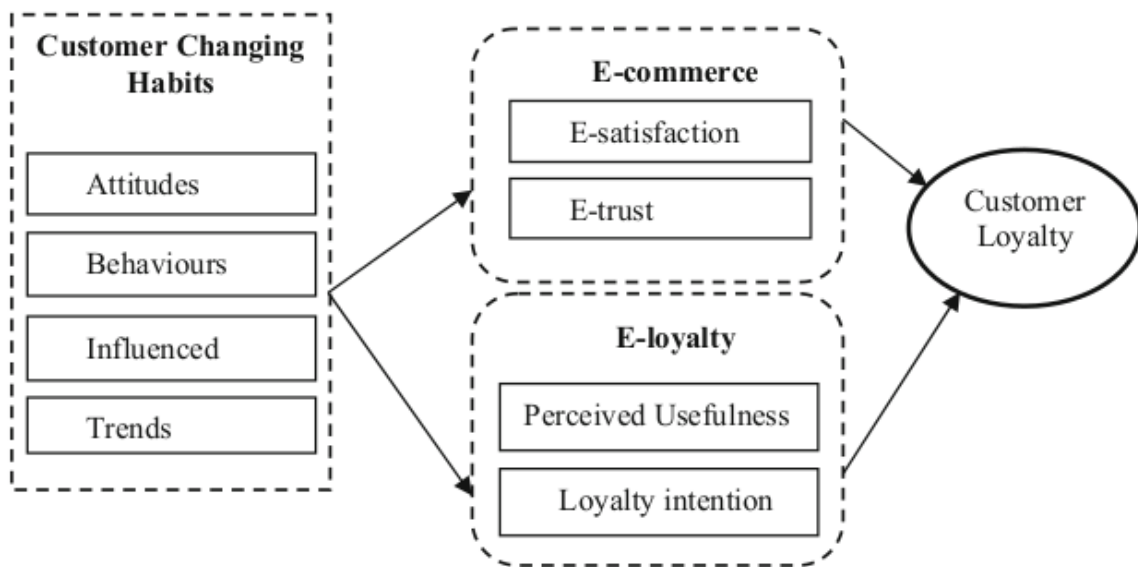 Customer Changing
Habits
Attitudes
Behaviours
Influenced
Trends
E-commerce
E-satisfaction
E-trust
E-loyalty
Perceived Usefulness
Loyalty intention
Customer
Loyalty